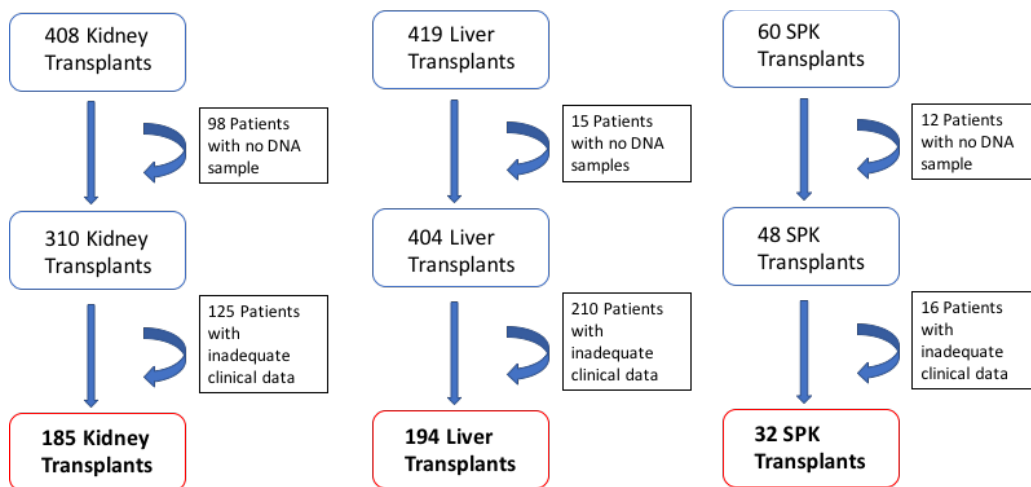 408 Kidney
Transplants
98 Patients
with no DNA
sample
310 Kidney
Transplants
125 Patients
with
inadequate
clinical data
185 Kidney
Transplants
419 Liver
Transplants
15 Patients
with no DNA
samples
404 Liver
Transplants
210 Patients
with
inadequate
clinical data
194 Liver
Transplants
60 SPK
Transplants
12 Patients
with no DNA
sample
48 SPK
Transplants
16 Patients
with
inadequate
clinical data
32 SPK
Transplants